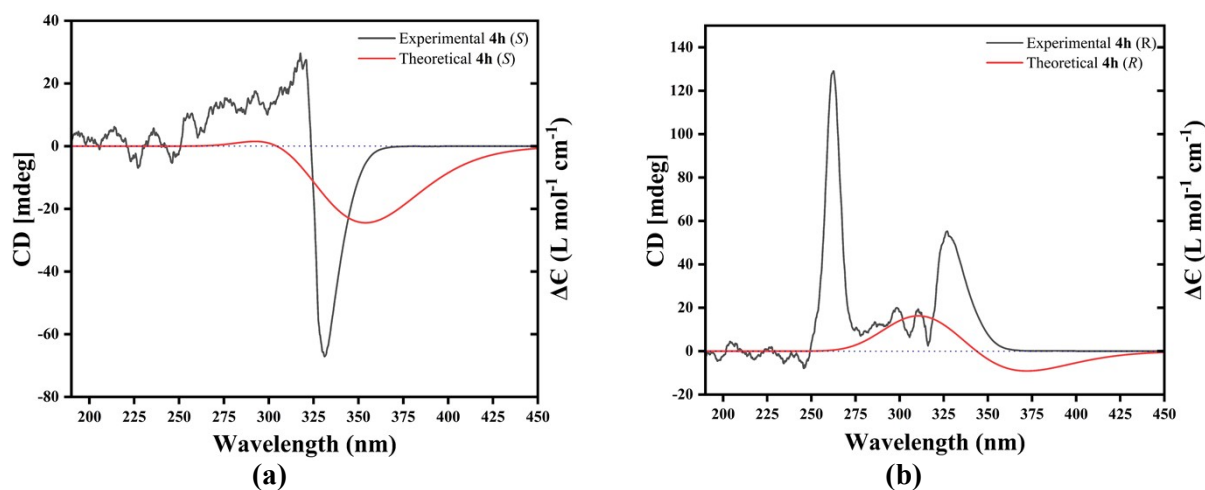 40
20
0
-20
-40
-60
-80
CD [mdeg]
Experimental 4h (S)
Theoretical 4h (S)
ΔЄ (L mol⁻¹ cm⁻¹)
200 225 250 275 300 325 350 375 400 425 450
Wavelength (nm)
(a)
140
120
100
80
60
40
20
0
-20
CD [mdeg]
Experimental 4h (R)
Theoretical 4h (R)
ΔЄ (L mol⁻¹ cm⁻¹)
200 225 250 275 300 325 350 375 400 425 450
Wavelength (nm)
(b)